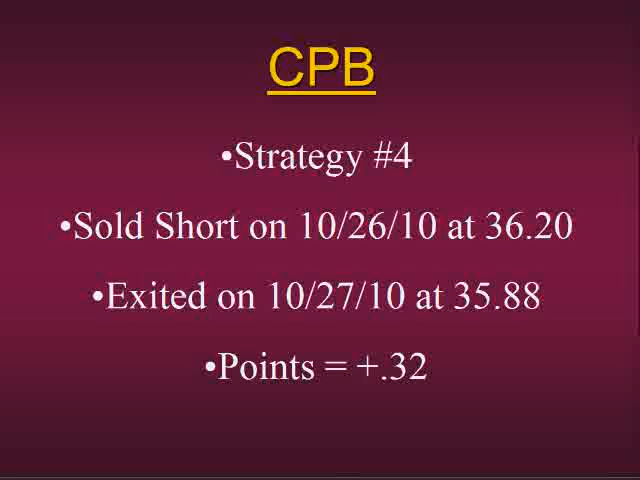 CPB
•Strategy #4
•Sold Short on 10/26/10 at 36.20
•Exited on 10/27/10 at 35.88
•Points = +.32